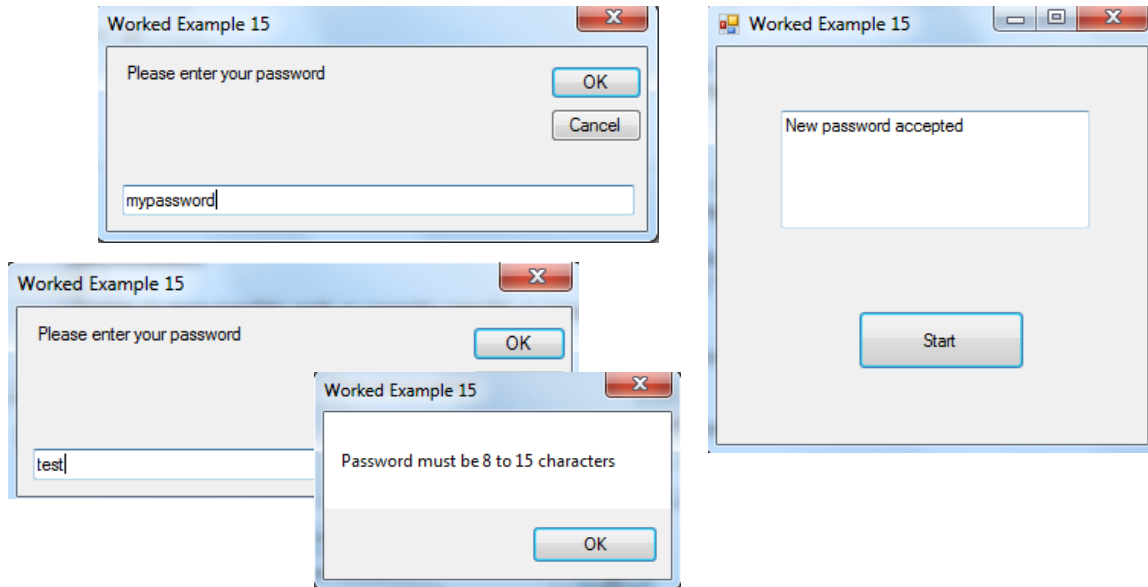 Worked Example 15
Please enter your password
OK
Cancel
mypassword
Worked Example 15
New password accepted
Start
Worked Example 15
Please enter your password
OK
test
Worked Example 15
Password must be 8 to 15 characters
OK